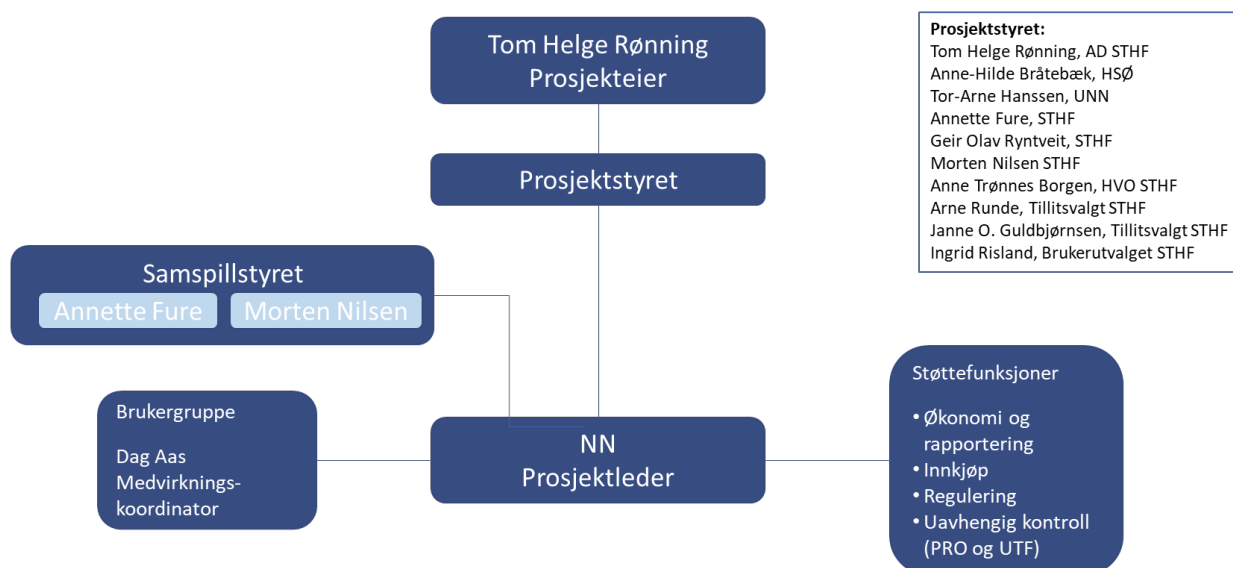 Tom Helge Rønning
Prosjekteier
Prosjektstyret
Prosjektstyret:
Tom Helge Rønning, AD STHF
Anne-Hilde Bråtebæk, HSØ
Tor-Arne Hanssen, UNN
Annette Fure, STHF
Geir Olav Ryntveit, STHF
Morten Nilsen STHF
Anne Trønnes Borgen, HVO STHF
Arne Runde, Tillitsvalgt STHF
Janne O. Guldbjørnsen, Tillitsvalgt STHF
Ingrid Risland, Brukerutvalget STHF
Samspillstyret
Annette Fure Morten Nilsen
Brukergruppe
Dag Aas
Medvirknings-
koordinator
NN
Prosjektleder
Støttefunksjoner
• Økonomi og
rapportering
• Innkjøp
• Regulering
• Uavhengig kontroll
(PRO og UTF)